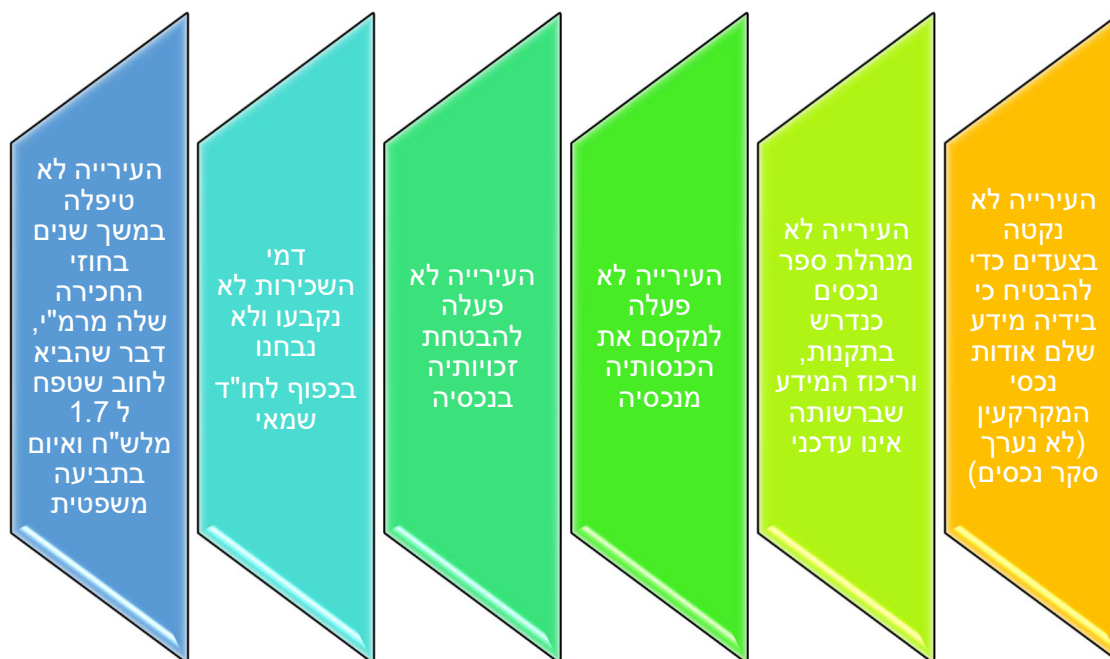 העירייה לא
נקטה
בצעדים כדי
להבטיח כי
בידיה מידע
שלם אודות
נכסי
המקרקעין
(לא נערך
סקר נכסים)
העירייה לא
מנהלת ספר
נכסים
כנדרש
בתקנות,
וריכוז המידע
שברשותה
אינו עדכני
העירייה לא
פעלה
למקסם את
הכנסותיה
מנכסיה
העירייה לא
פעלה
להבטחת
זכויותיה
בנכסיה
דמי
השכירות לא
נקבעו ולא
נבחנו
בכפוף לחו"ד
שמאי
העירייה לא
טיפלה
במשך שנים
בחוזי
החכירה
שלה מרמ"י,
דבר שהביא
לחוב שטפח
ל 1.7
מלש"ח ואיום
בתביעה
משפטית